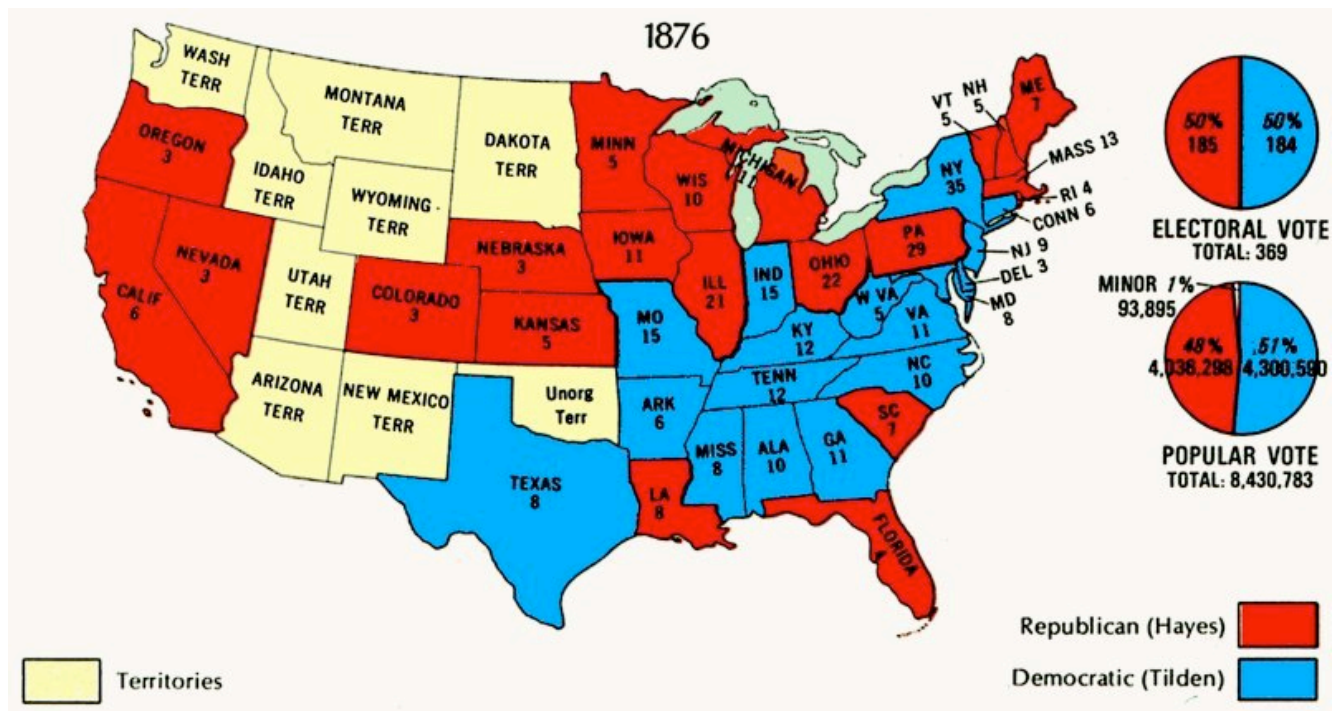 1876
WASH
TERR
MONTANA
TERR
DAKOTA
TERR
MINN
5
OREGON
3
IDAHO
TERR
WYOMING
TERR
WIS
10
MICHIGAN
11
NEVADA
3
CALIF
6
UTAH
TERR
COLORADO
3
NEBRASKA
3
KANSAS
5
IOWA
11
ILL
21
IND
15
OHIO
22
PA
29
NY
35
VT
5
NH
5
ME
7
MASS 13
RI 4
CONN 6
NJ 9
DEL 3
MD
8
W VA
5
VA
11
MO
15
KY
12
TENN
12
NC
10
ARIZONA
TERR
NEW MEXICO
TERR
Unorg
Terr
ARK
6
SC
7
MISS
8
ALA
10
GA
11
TEXAS
8
LA
8
FLORIDA
4
50%
185
50%
184
ELECTORAL VOTE
TOTAL: 369
MINOR 1%
93,895
48%
4,036,298
51%
4,300,590
POPULAR VOTE
TOTAL: 8,430,783
Republican (Hayes)
Democratic (Tilden)
Territories